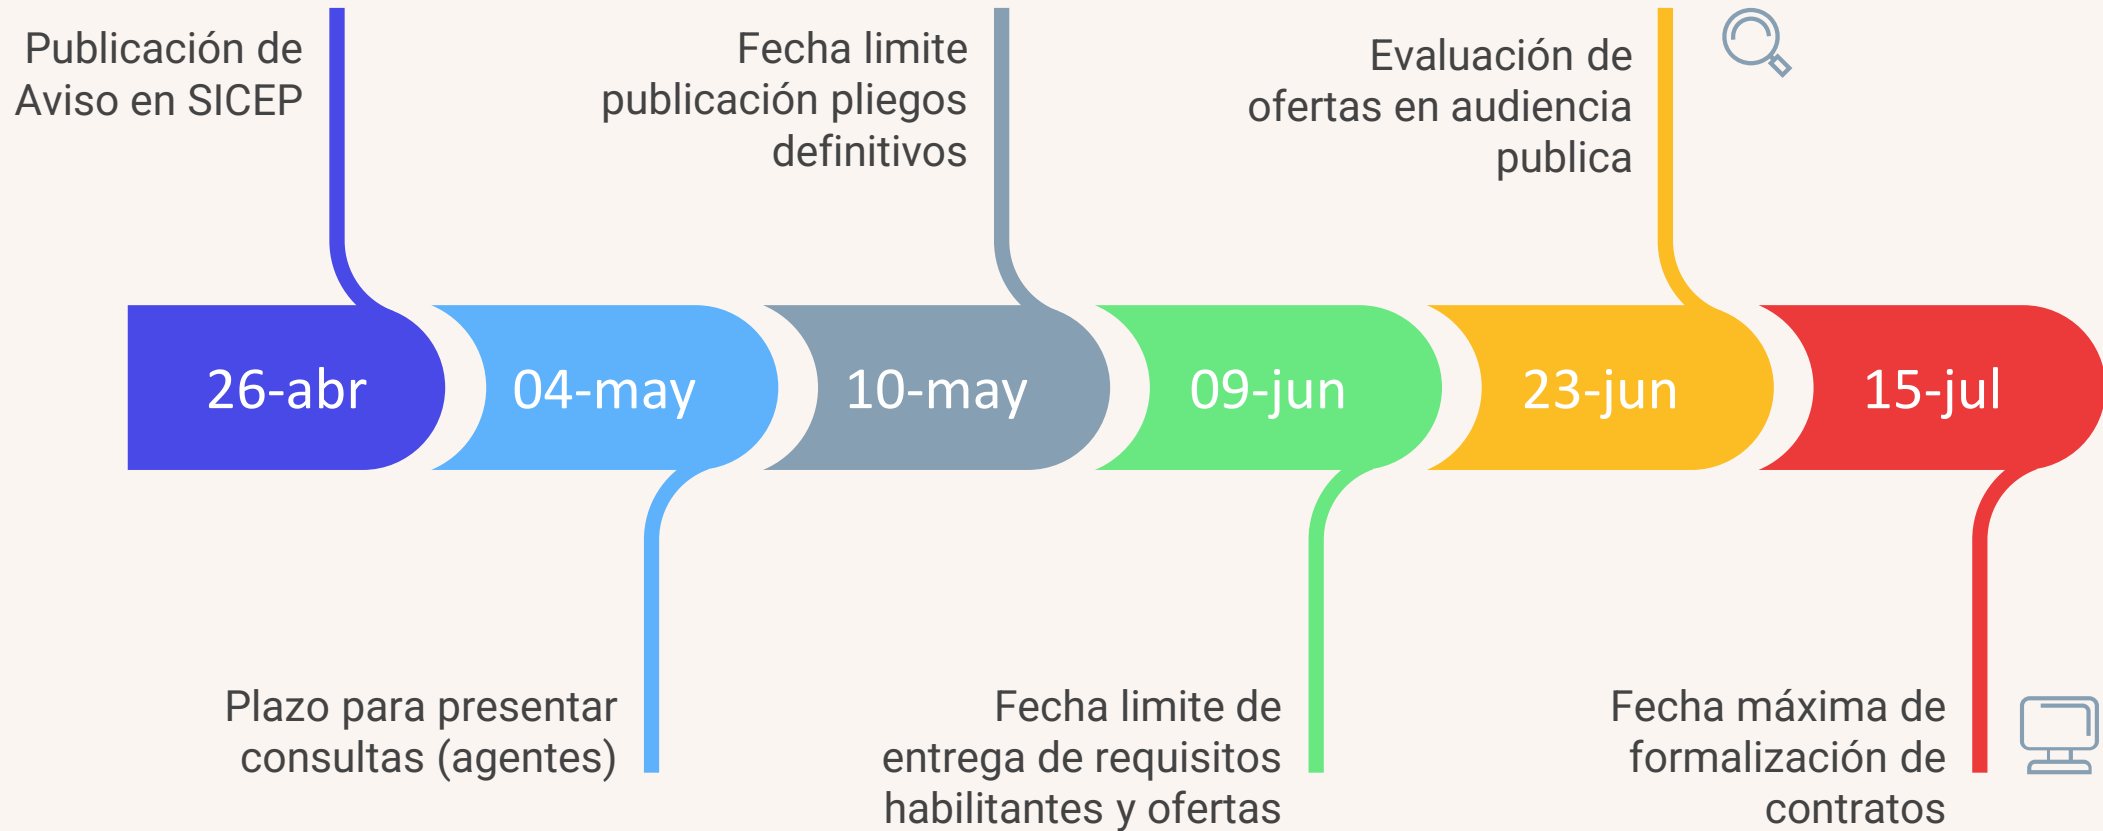 Publicación de
Aviso en SICEP
Fecha limite
publicación pliegos
definitivos
Evaluación de
ofertas en audiencia
publica
26-abr
04-may
10-may
09-jun
23-jun
15-jul
Plazo para presentar
consultas (agentes)
Fecha limite de
entrega de requisitos
habilitantes y ofertas
Fecha máxima de
formalización de
contratos